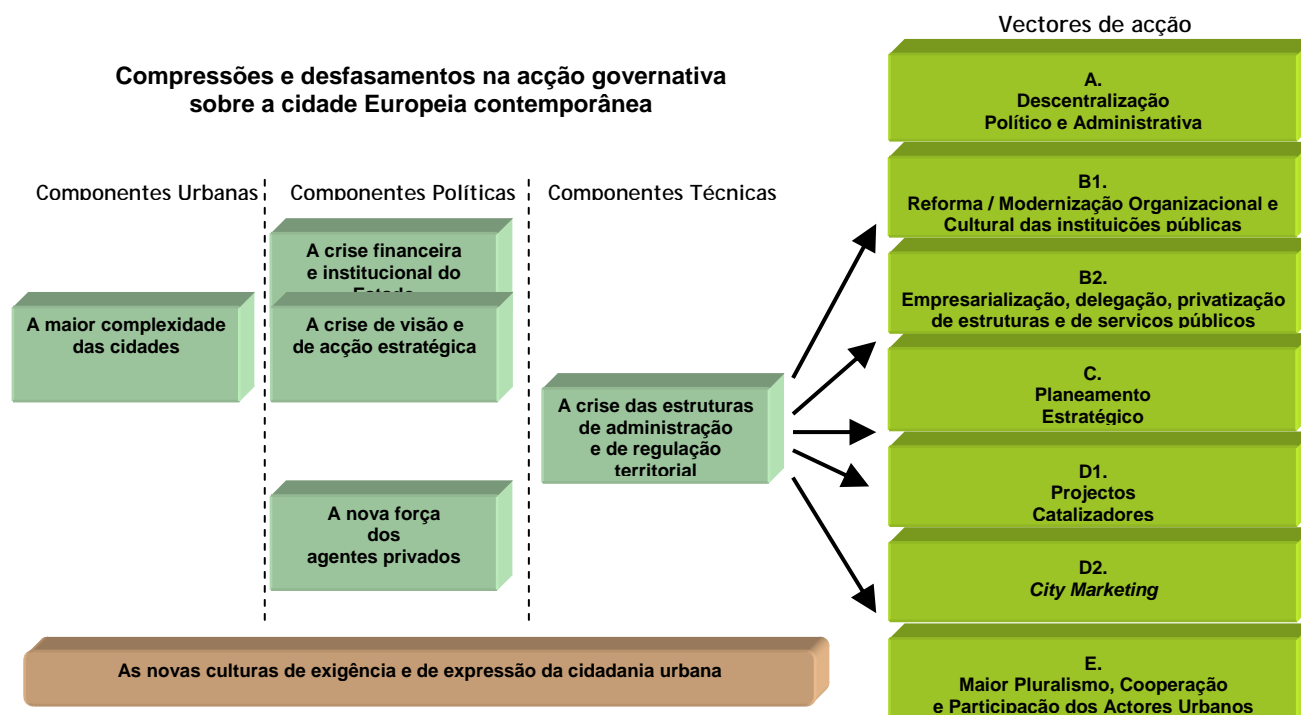 Compressões e desfasamentos na acção governativa
sobre a cidade Europeia contemporânea
Componentes Urbanas
Componentes Políticas
Componentes Técnicas
A maior complexidade
das cidades
A crise financeira
e institucional do
Estado
A crise de visão e
de acção estratégica
A nova força
dos
agentes privados
A crise das estruturas
de administração
e de regulação
territorial
As novas culturas de exigência e de expressão da cidadania urbana
Vectores de acção
A.
Descentralização
Político e Administrativa
B1.
Reforma / Modernização Organizacional e
Cultural das instituições públicas
B2.
Empresarialização, delegação, privatização
de estruturas e de serviços públicos
C.
Planeamento
Estratégico
D1.
Projectos
Catalizadores
D2.
City Marketing
E.
Maior Pluralismo, Cooperação
e Participação dos Actores Urbanos